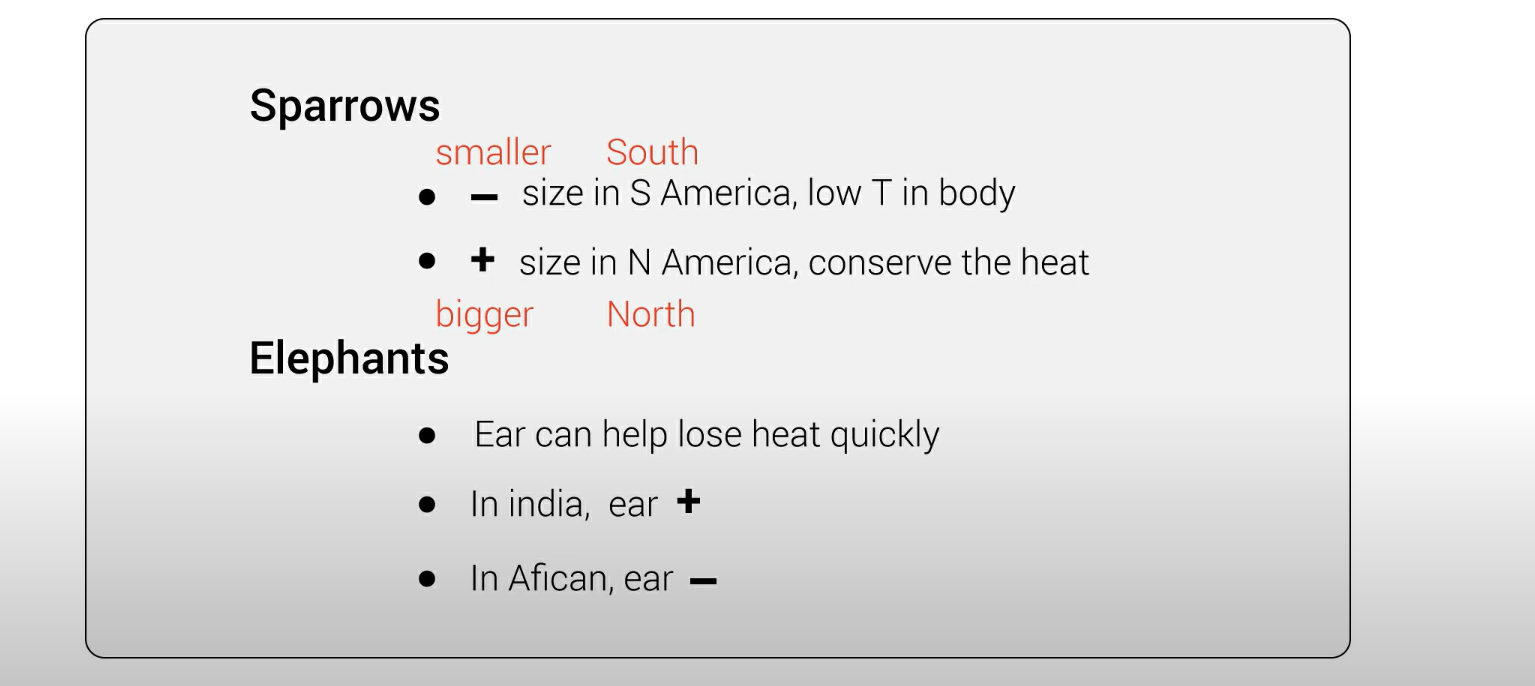 Sparrows
smaller South
• − size in S America, low T in body
• + size in N America, conserve the heat
bigger North
Elephants
• Ear can help lose heat quickly
• In india, ear +
• In Afican, ear −